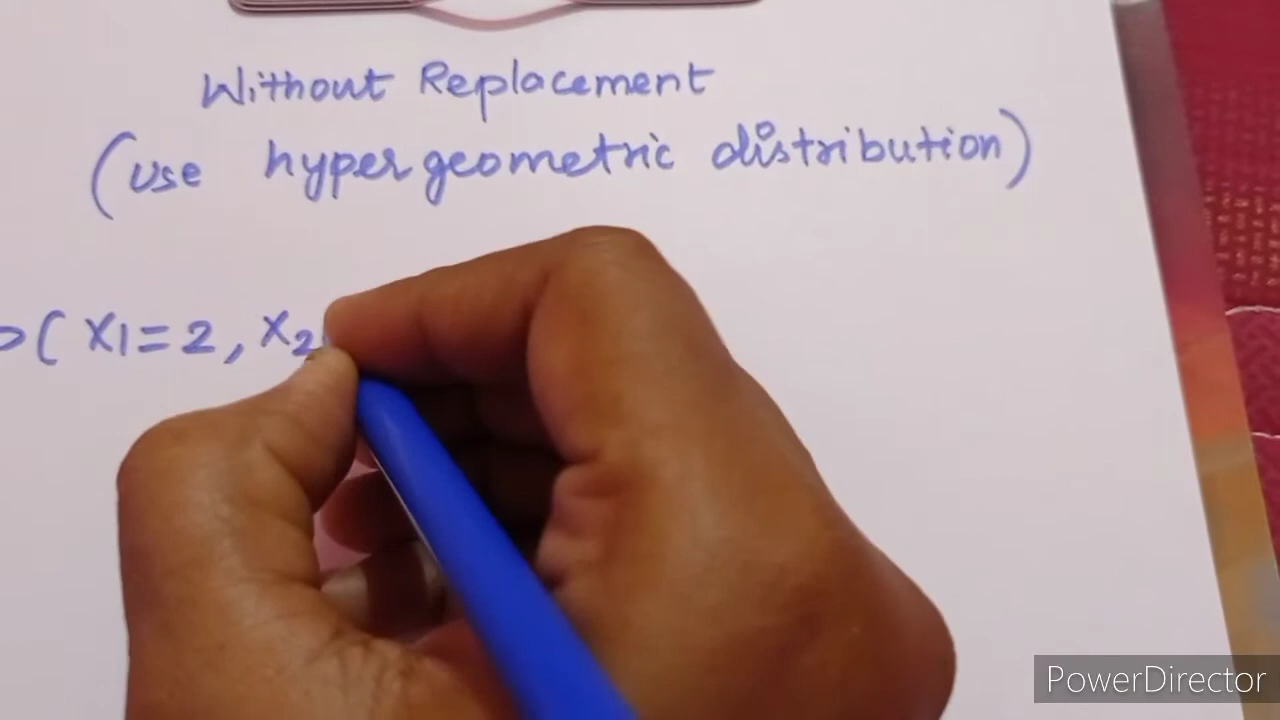 Without Replacement
(Use hypergeometric distribution)
P( X1=2, X2
PowerDirector